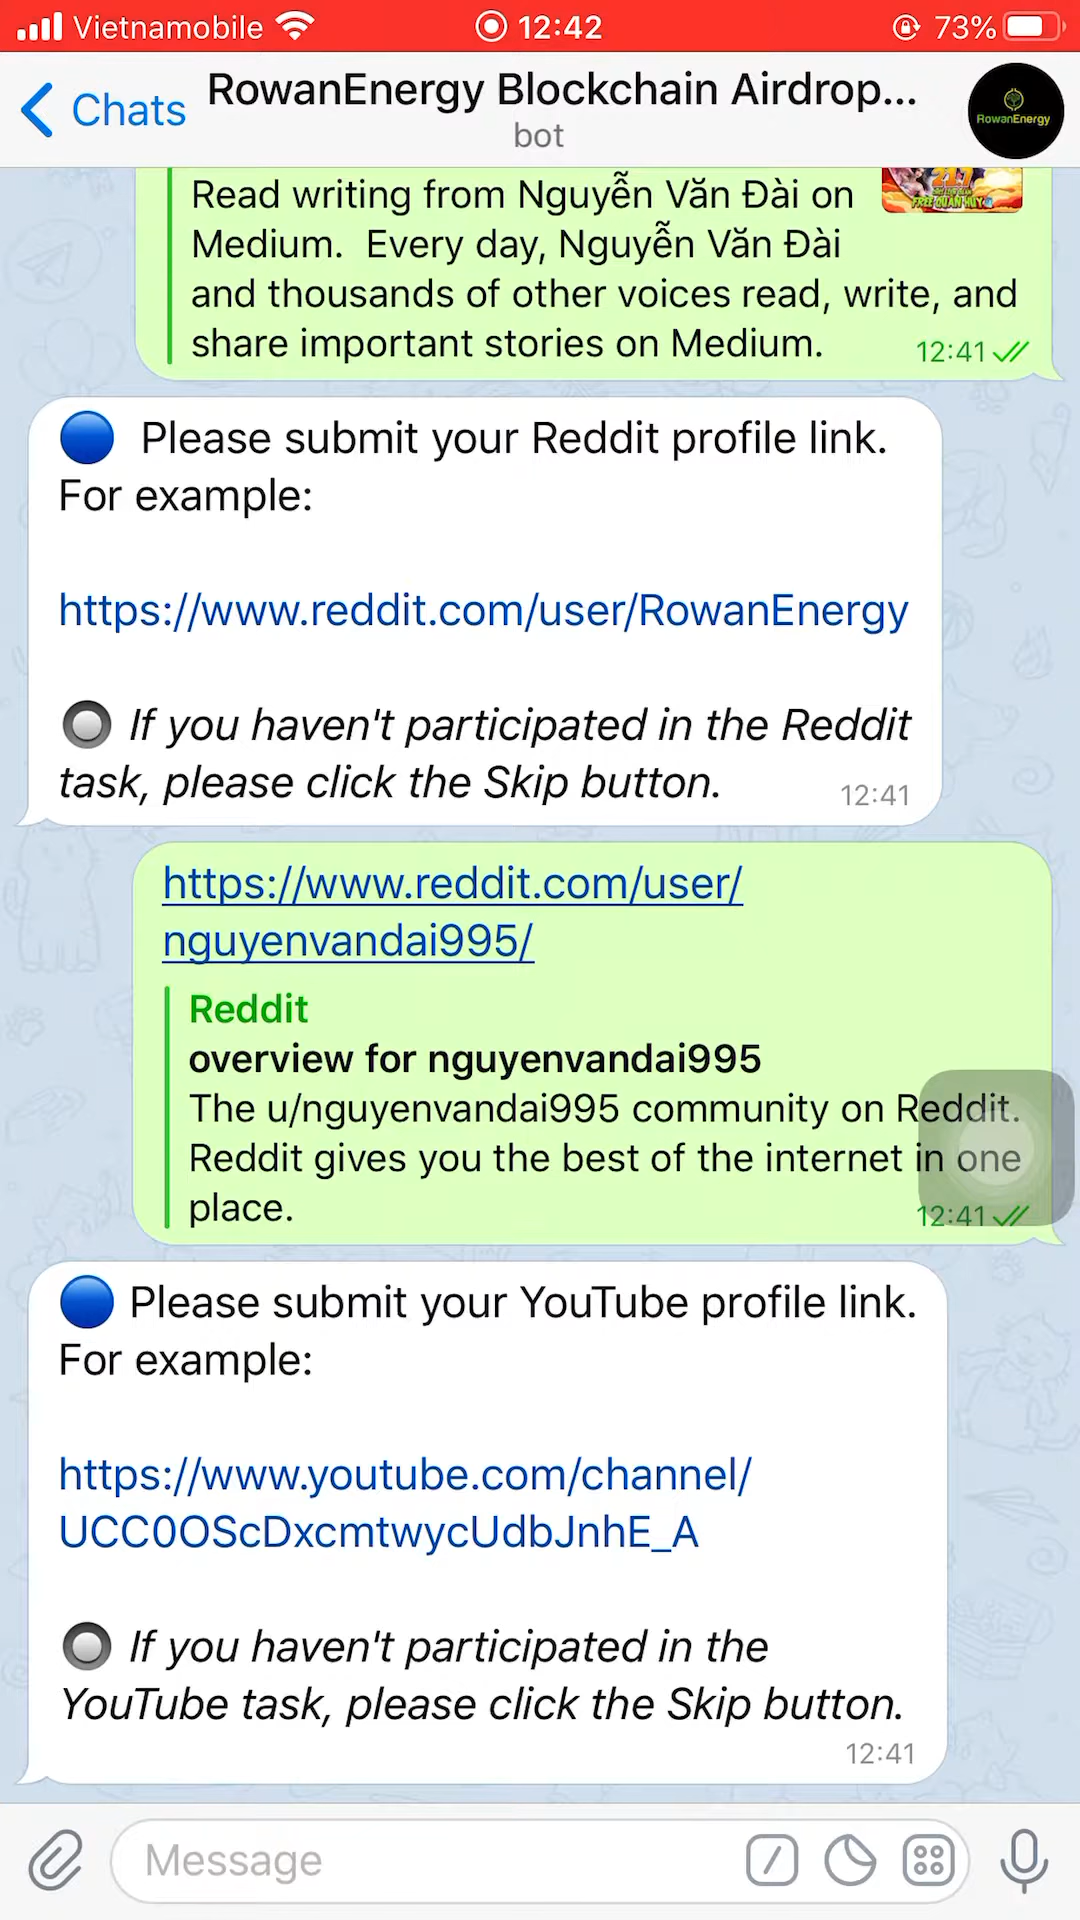 Vietnamobile 12:42 73%
RowanEnergy Blockchain Airdrop...
Chats
bot
RowanEnergy
Read writing from Nguyễn Văn Đài on
Medium. Every day, Nguyễn Văn Đài
and thousands of other voices read, write, and
share important stories on Medium.
217
FREE QUAN HUY
12:41
Please submit your Reddit profile link.
For example:
https://www.reddit.com/user/RowanEnergy
If you haven't participated in the Reddit
task, please click the Skip button.
12:41
https://www.reddit.com/user/
nguyenvandai995/
Reddit
overview for nguyenvandai995
The u/nguyenvandai995 community on Reddit.
Reddit gives you the best of the internet in one
place.
12:41
Please submit your YouTube profile link.
For example:
https://www.youtube.com/channel/
UCC0OScDxcmtwycUdbJnhE_A
If you haven't participated in the
YouTube task, please click the Skip button.
12:41
Message